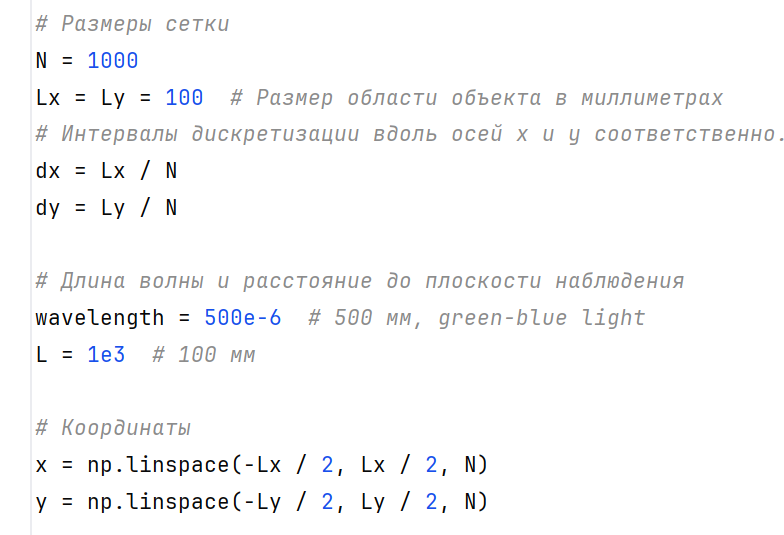 # Размеры сетки
N = 1000
Lx = Ly = 100  # Размер области объекта в миллиметрах
# Интервалы дискретизации вдоль осей x и y соответственно.
dx = Lx / N
dy = Ly / N
# Длина волны и расстояние до плоскости наблюдения
wavelength = 500e-6  # 500 мм, green-blue light
L = 1e3  # 100 мм
# Координаты
x = np.linspace(-Lx / 2, Lx / 2, N)
y = np.linspace(-Ly / 2, Ly / 2, N)